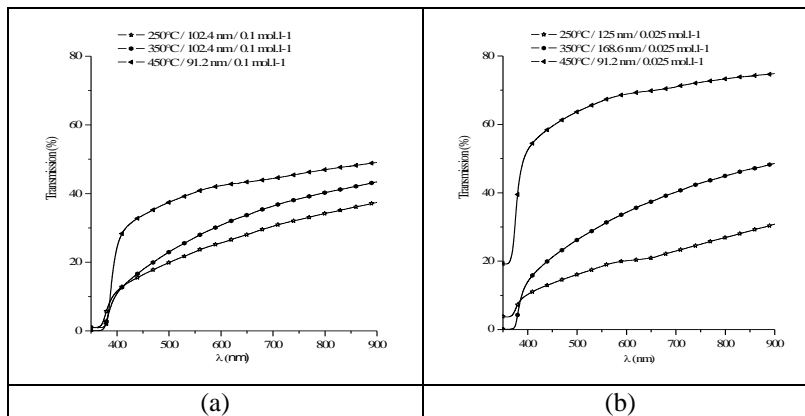 250°C/ 102.4 nm/ 0.1 mol.l-1
350°C/ 102.4 nm/ 0.1 mol.l-1
450°C/ 91.2 nm/ 0.1 mol.l-1
80
60
40
20
0
Transmission (%)
400 500 600 700 800 900
λ (nm)
(a)
250°C/ 125 nm/ 0.025 mol.l-1
350°C/ 168.6 nm/ 0.025 mol.l-1
450°C/ 91.2 nm/ 0.025 mol.l-1
80
60
40
20
0
Transmission (%)
400 500 600 700 800 900
λ (nm)
(b)